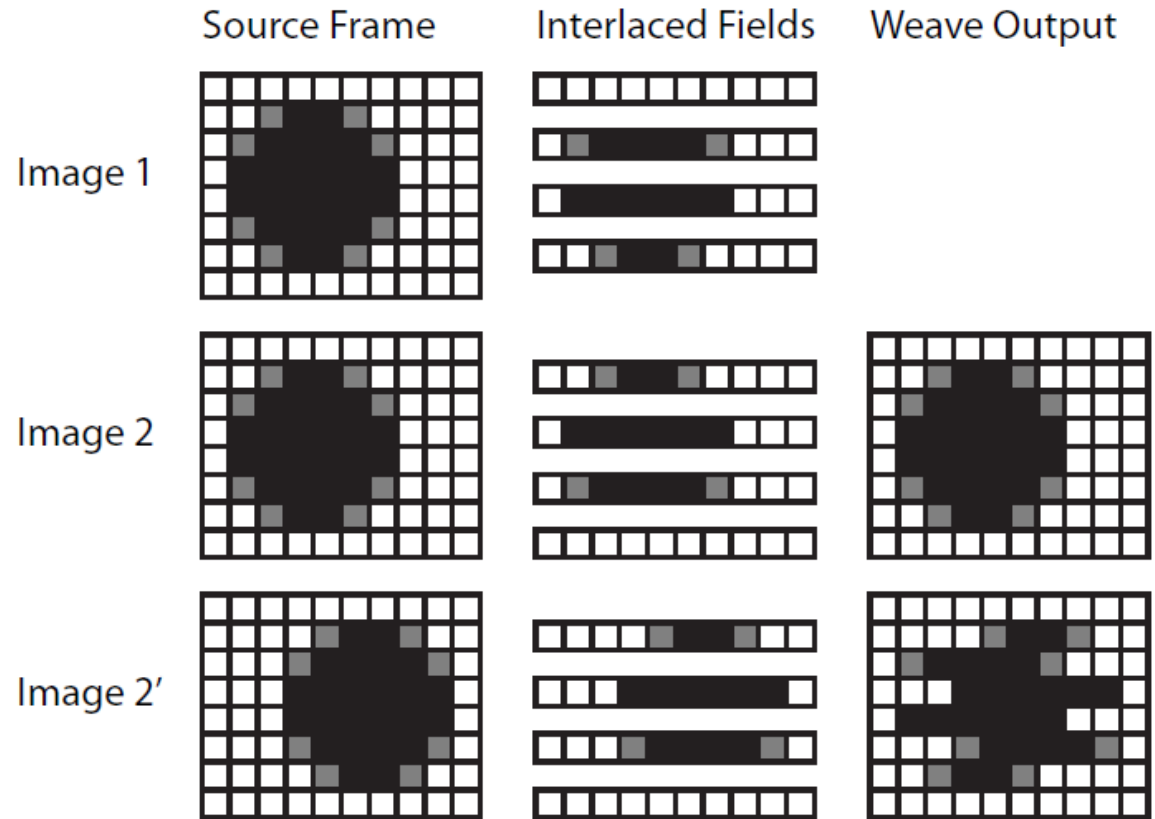 Source Frame
Interlaced Fields
Weave Output
Image 1
Image 2
Image 2′